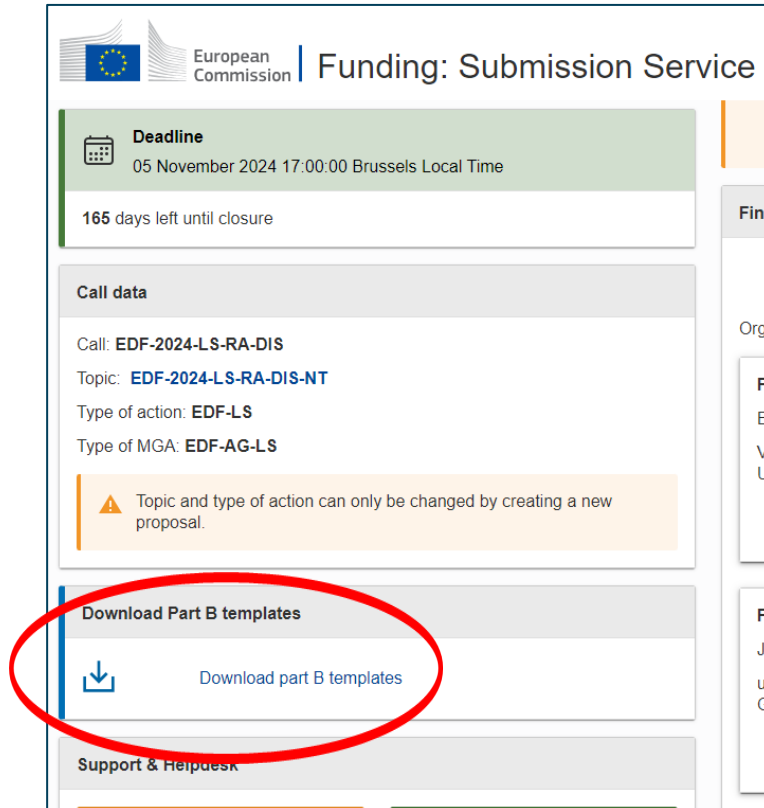 European
Commission
Funding: Submission Service
Deadline
05 November 2024 17:00:00 Brussels Local Time
165 days left until closure
Call data
Call: EDF-2024-LS-RA-DIS
Topic: EDF-2024-LS-RA-DIS-NT
Type of action: EDF-LS
Type of MGA: EDF-AG-LS
Topic and type of action can only be changed by creating a new
proposal.
Download Part B templates
Download part B templates
Support & Helpdesk
Fin
Org